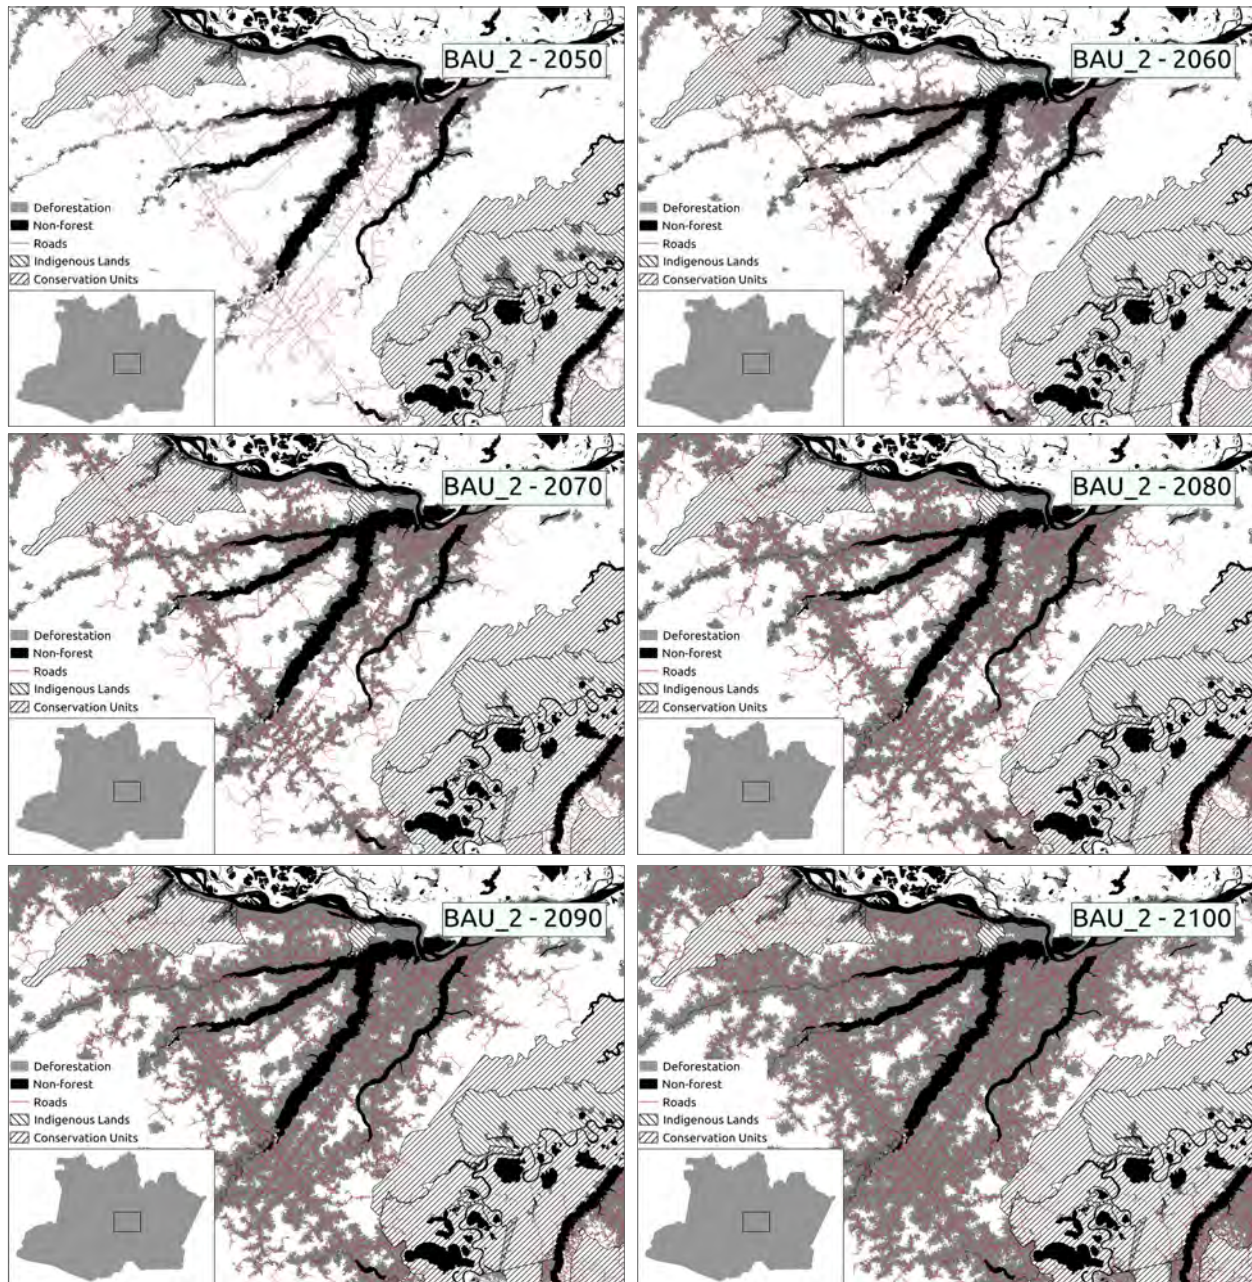 BAU_2 - 2050
Deforestation
Non-forest
Roads
Indigenous Lands
Conservation Units
BAU_2 - 2060
Deforestation
Non-forest
Roads
Indigenous Lands
Conservation Units
BAU_2 - 2070
Deforestation
Non-forest
Roads
Indigenous Lands
Conservation Units
BAU_2 - 2080
Deforestation
Non-forest
Roads
Indigenous Lands
Conservation Units
BAU_2 - 2090
Deforestation
Non-forest
Roads
Indigenous Lands
Conservation Units
BAU_2 - 2100
Deforestation
Non-forest
Roads
Indigenous Lands
Conservation Units